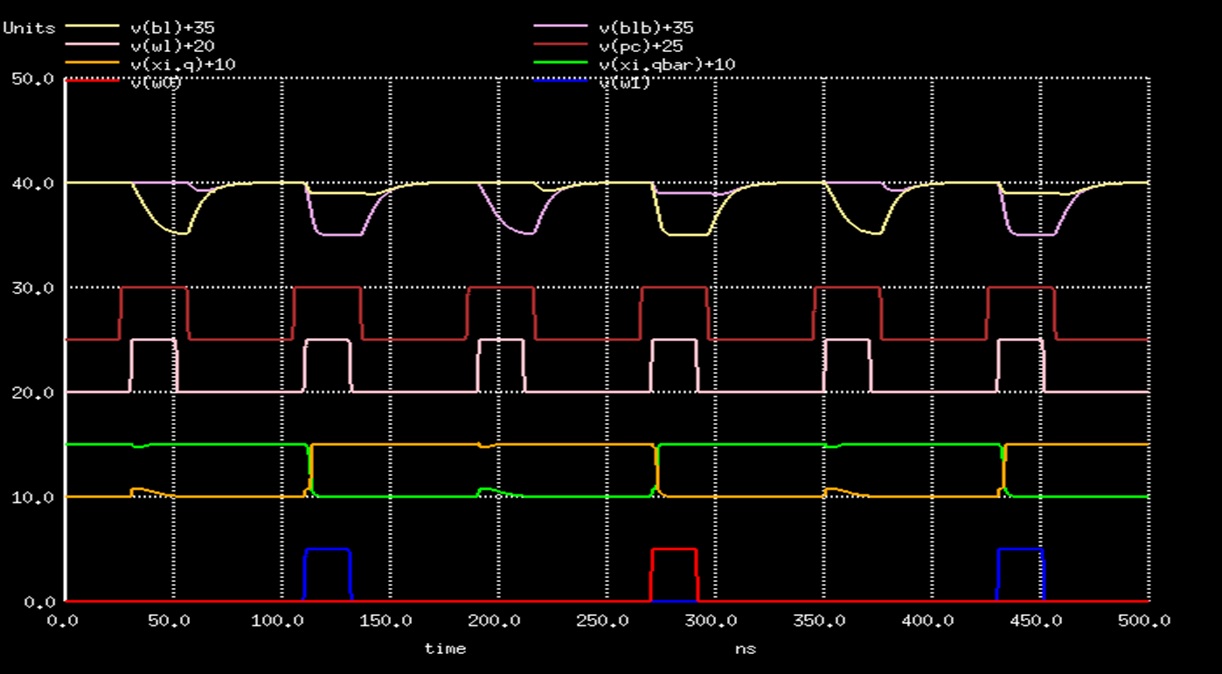 Units v(bl)+35 v(blb)+35
v(wl)+20 v(pc)+25
v(xi.q)+10 v(xi.qbar)+10
v(w0) v(w1)
50.0
40.0
30.0
20.0
10.0
0.0
0.0 50.0 100.0 150.0 200.0 250.0 300.0 350.0 400.0 450.0 500.0
time ns